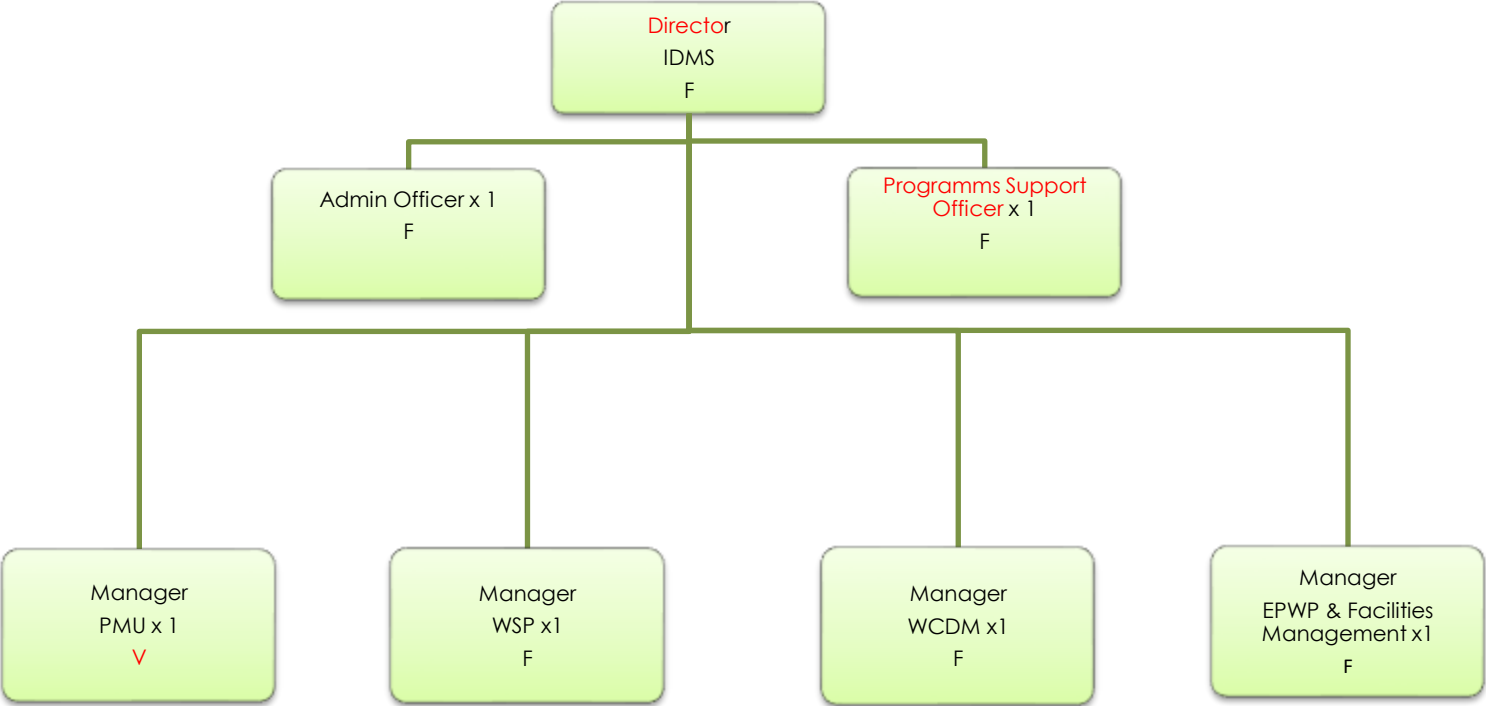 Director
IDMS
F
Admin Officer x 1
F
Programms Support
Officer x 1
F
Manager
PMU x 1
V
Manager
WSP x1
F
Manager
WCDM x1
F
Manager
EPWP & Facilities
Management x1
F